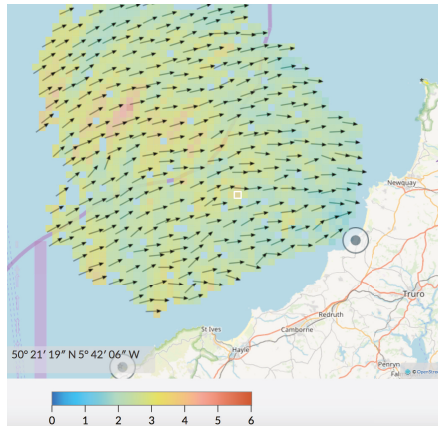 Newquay
Truro
Redruth
Camborne
St Ives
Hayle
50° 21' 19" N 5° 42' 06" W
Penryn
Fal
© OpenStre
0 1 2 3 4 5 6